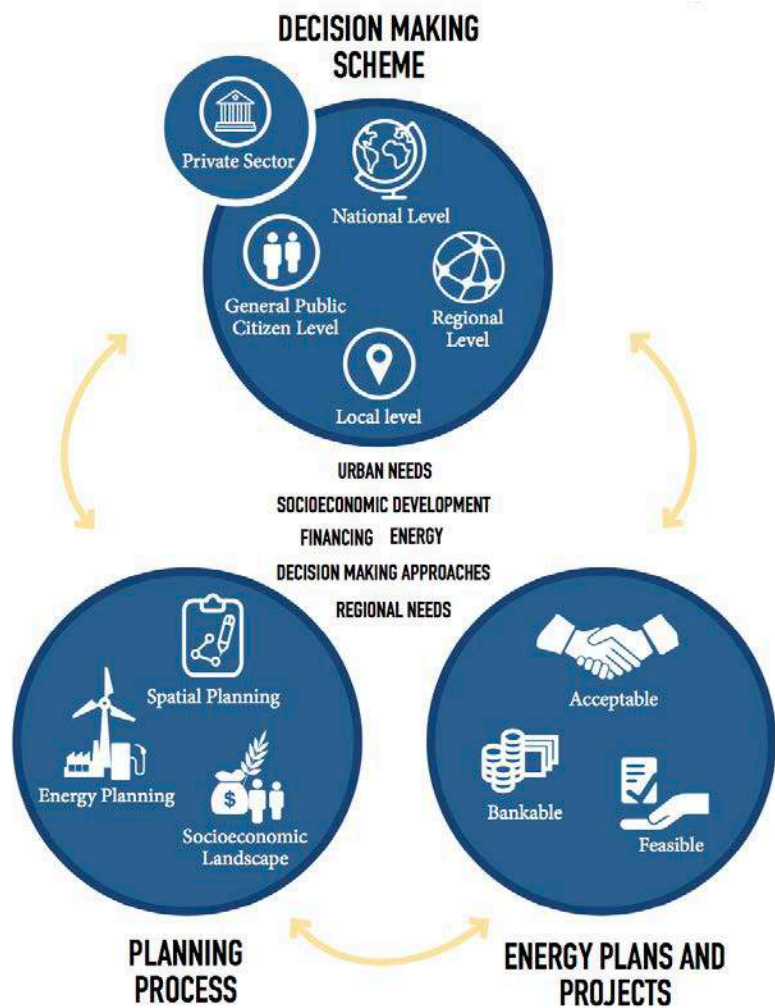 DECISION MAKING
SCHEME
Private Sector
National Level
General Public
Citizen Level
Regional
Level
Local level
URBAN NEEDS
SOCIOECONOMIC DEVELOPMENT
FINANCING ENERGY
DECISION MAKING APPROACHES
REGIONAL NEEDS
Spatial Planning
Energy Planning
$
Socioeconomic
Landscape
Acceptable
Bankable
Feasible
PLANNING
PROCESS
ENERGY PLANS AND
PROJECTS